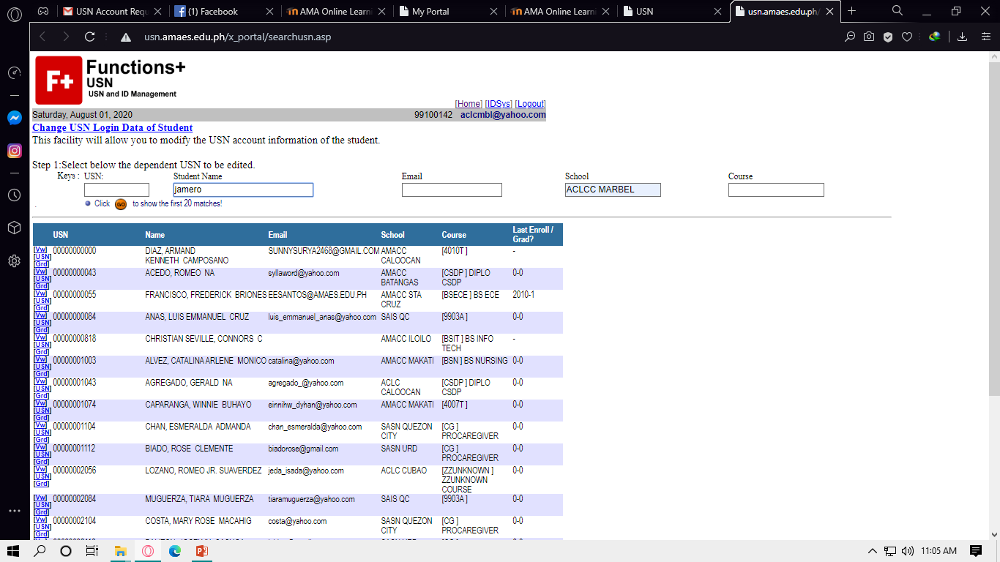 USN Account Requ
(1) Facebook
AMA Online Learni
My Portal
AMA Online Learni
USN
usn.amaes.edu.ph/
usn.amaes.edu.ph/x_portal/searchusn.asp
F+ Functions+
USN
USN and ID Management
[Home] [IDSys] [Logout]
Saturday, August 01, 2020 99100142 aclcmbl@yahoo.com
Change USN Login Data of Student
This facility will allow you to modify the USN account information of the student.
Step 1:Select below the dependent USN to be edited.
Keys : USN: Student Name Email School Course
jamero ACLCC MARBEL
Click GO to show the first 20 matches!
USN Name Email School Course Last Enroll /
Grad?
[Vw] 00000000000 DIAZ, ARMAND SUNNYSURYA2468@GMAIL.COM AMACC [4010T ] -
[USN] KENNETH CAMPOSANO CALOOCAN
[Grd]
[Vw] 00000000043 ACEDO, ROMEO NA syllaword@yahoo.com AMACC [CSDP ] DIPLO 0-0
[USN] BATANGAS CSDP
[Grd]
[Vw] 00000000055 FRANCISCO, FREDERICK BRIONES EESANTOS@AMAES.EDU.PH AMACC STA [BSECE ] BS ECE 2010-1
[USN] CRUZ
[Grd]
[Vw] 00000000084 ANAS, LUIS EMMANUEL CRUZ luis_emmanuel_anas@yahoo.com SAIS QC [9903A ] 0-0
[USN]
[Grd]
[Vw] 00000000818 CHRISTIAN SEVILLE, CONNORS C AMACC ILOILO [BSIT ] BS INFO -
[USN] TECH
[Grd]
[Vw] 00000001003 ALVEZ, CATALINA ARLENE MONICO catalina@yahoo.com AMACC MAKATI [BSN ] BS NURSING 0-0
[USN]
[Grd]
[Vw] 00000001043 AGREGADO, GERALD NA agregado_@yahoo.com ACLC [CSDP ] DIPLO 0-0
[USN] CALOOCAN CSDP
[Grd]
[Vw] 00000001074 CAPARANGA, WINNIE BUHAYO einnihw_dyhan@yahoo.com AMACC MAKATI [4007T ] 0-0
[USN]
[Grd]
[Vw] 00000001104 CHAN, ESMERALDA ADMANDA chan_esmeralda@yahoo.com SASN QUEZON [CG ] 0-0
[USN] CITY PROCAREGIVER
[Grd]
[Vw] 00000001112 BIADO, ROSE CLEMENTE biadorose@gmail.com SASN URD [CG ] 0-0
[USN] PROCAREGIVER
[Grd]
[Vw] 00000002056 LOZANO, ROMEO JR. SUAVERDEZ jeda_isada@yahoo.com ACLC CUBAO [ZZUNKNOWN ] 0-0
[USN] ZZUNKNOWN
[Grd] COURSE
[Vw] 00000002084 MUGUERZA, TIARA MUGUERZA tiaramuguerza@yahoo.com SAIS QC [9903A ] 0-0
[USN]
[Grd]
[Vw] 00000002104 COSTA, MARY ROSE MACAHIG costa@yahoo.com SASN QUEZON [CG ] 0-0
[USN] CITY PROCAREGIVER
[Grd]
11:05 AM